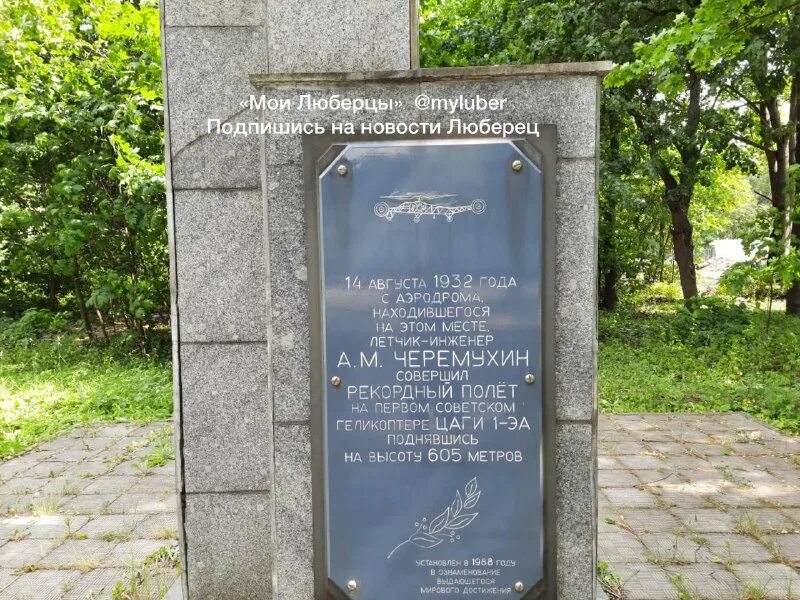 «Мои Люберцы» @myluber
Подпишись на новости Люберец
14 АВГУСТА 1932 ГОДА
С АЭРОДРОМА,
НАХОДИВШЕГОСЯ
НА ЭТОМ МЕСТЕ,
ЛЁТЧИК-ИНЖЕНЕР
А.М. ЧЕРЕМУХИН
СОВЕРШИЛ
РЕКОРДНЫЙ ПОЛЁТ
НА ПЕРВОМ СОВЕТСКОМ
ГЕЛИКОПТЕРЕ ЦАГИ 1-ЭА
ПОДНЯВШИСЬ
НА ВЫСОТУ 605 МЕТРОВ
УСТАНОВЛЕН В 1988 ГОДУ
В ОЗНАМЕНОВАНИЕ
ВЫДАЮЩЕГОСЯ
МИРОВОГО ДОСТИЖЕНИЯ